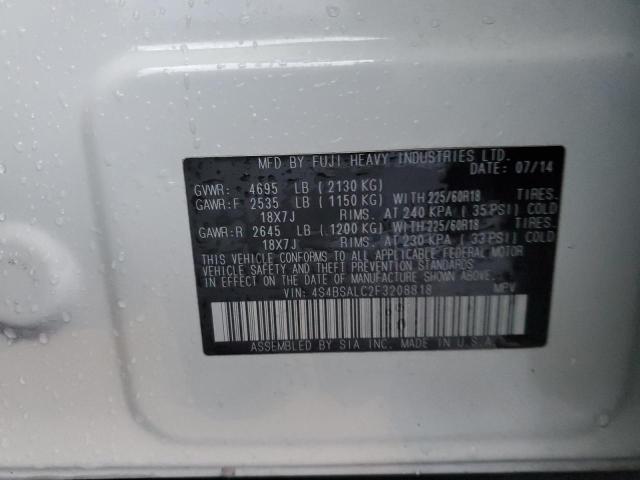 MFD BY FUJI HEAVY INDUSTRIES LTD.
DATE: 07/14
GVWR: 4695 LB ( 2130 KG)
GAWR:F 2535 LB ( 1150 KG) WITH 225/60R18 TIRES
18X7J RIMS. AT 240 KPA ( 35 PSI) COLD
GAWR:R 2645 LB ( 1200 KG) WITH 225/60R18 TIRES
18X7J RIMS. AT 230 KPA ( 33 PSI) COLD
THIS VEHICLE CONFORMS TO ALL APPLICABLE FEDERAL MOTOR
VEHICLE SAFETY AND THEFT PREVENTION STANDARDS
IN EFFECT ON THE DATE OF MANUFACTURE SHOWN ABOVE.
VIN: 4S4BSALC2F3208818 MPV
ASSEMBLED BY SIA INC. MADE IN U.S.A.